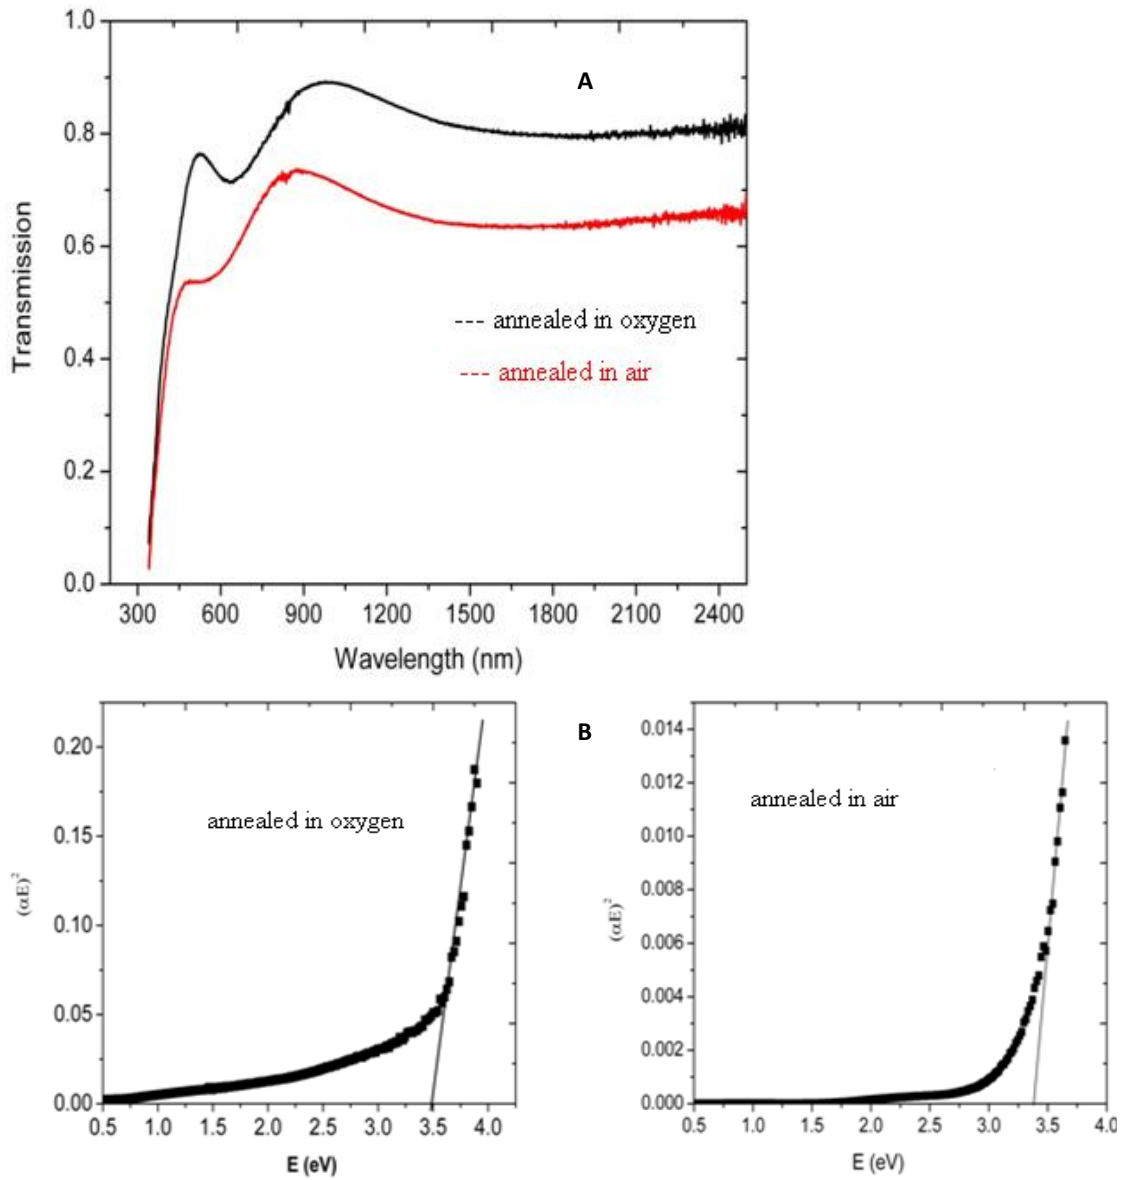 1.0
0.8
0.6
0.4
0.2
0.0
Transmission
A
--- annealed in oxygen
--- annealed in air
300 600 900 1200 1500 1800 2100 2400
Wavelength (nm)
B
0.20
0.15
0.10
0.05
0.00
(αE)²
annealed in oxygen
0.5 1.0 1.5 2.0 2.5 3.0 3.5 4.0
E (eV)
0.014
0.012
0.010
0.008
0.006
0.004
0.002
0.000
(αE)²
annealed in air
0.5 1.0 1.5 2.0 2.5 3.0 3.5 4.0
E (eV)